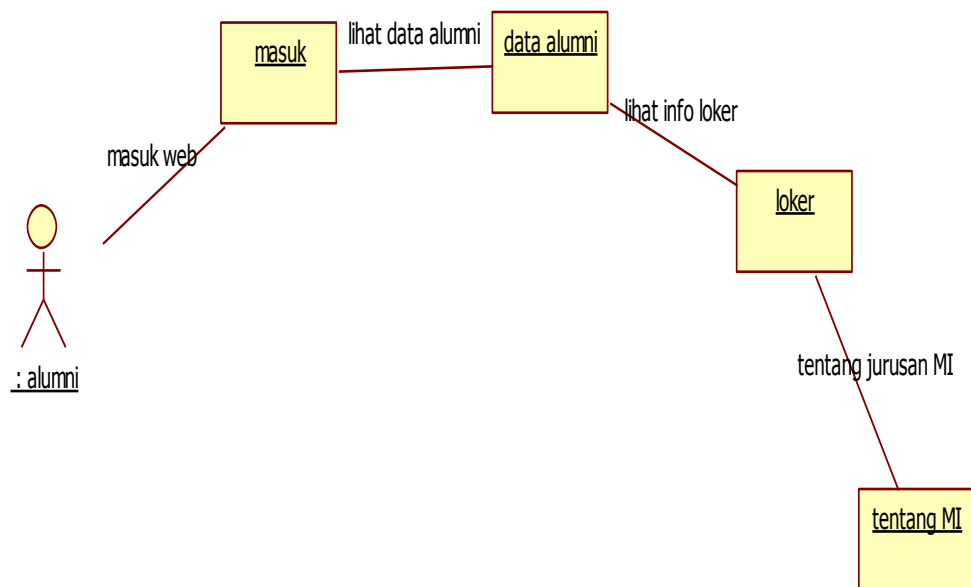 lihat data alumni
masuk
data alumni
lihat info loker
masuk web
loker
tentang jurusan MI
: alumni
tentang MI